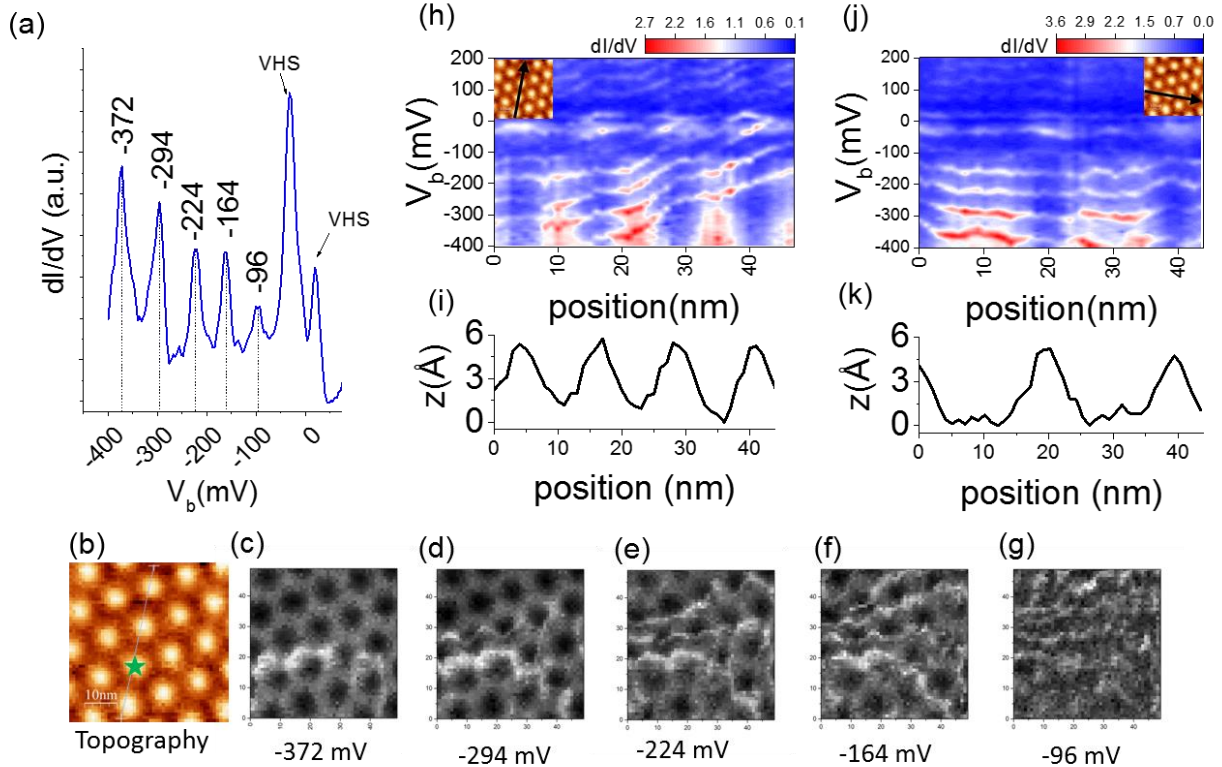 (a)
dI/dV (a.u.)
-372
-294
-224
-164
-96
VHS
VHS
-400
-300
-200
-100
0
V_b(mV)
(h)
2.7 2.2 1.6 1.1 0.6 0.1
dI/dV
V_b(mV)
200
100
0
-100
-200
-300
-400
0 10 20 30 40
position(nm)
(j)
3.6 2.9 2.2 1.5 0.7 0.0
dI/dV
V_b(mV)
200
100
0
-100
-200
-300
-400
0 10 20 30 40
position(nm)
(i)
z(Å)
6
3
0
0 10 20 30 40
position (nm)
(k)
z(Å)
6
3
0
0 10 20 30 40
position (nm)
(b)
10nm
Topography
(c)
-372 mV
(d)
-294 mV
(e)
-224 mV
(f)
-164 mV
(g)
-96 mV